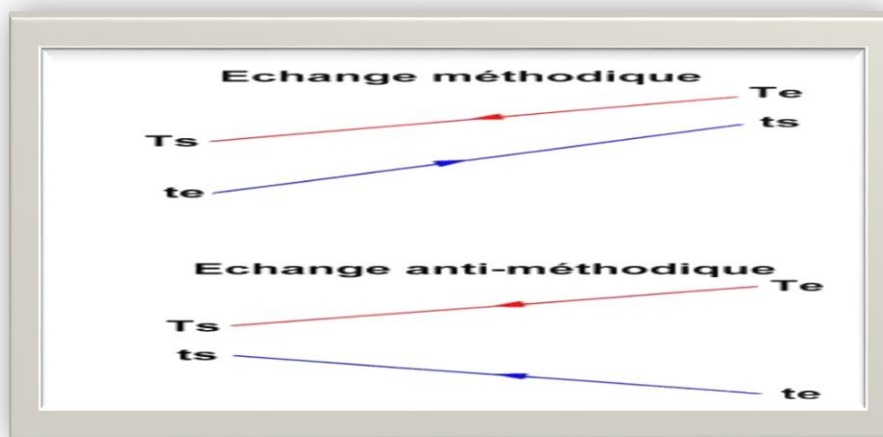 Echange méthodique
Te
ts
Ts
te
Echange anti-méthodique
Te
Ts
ts
te